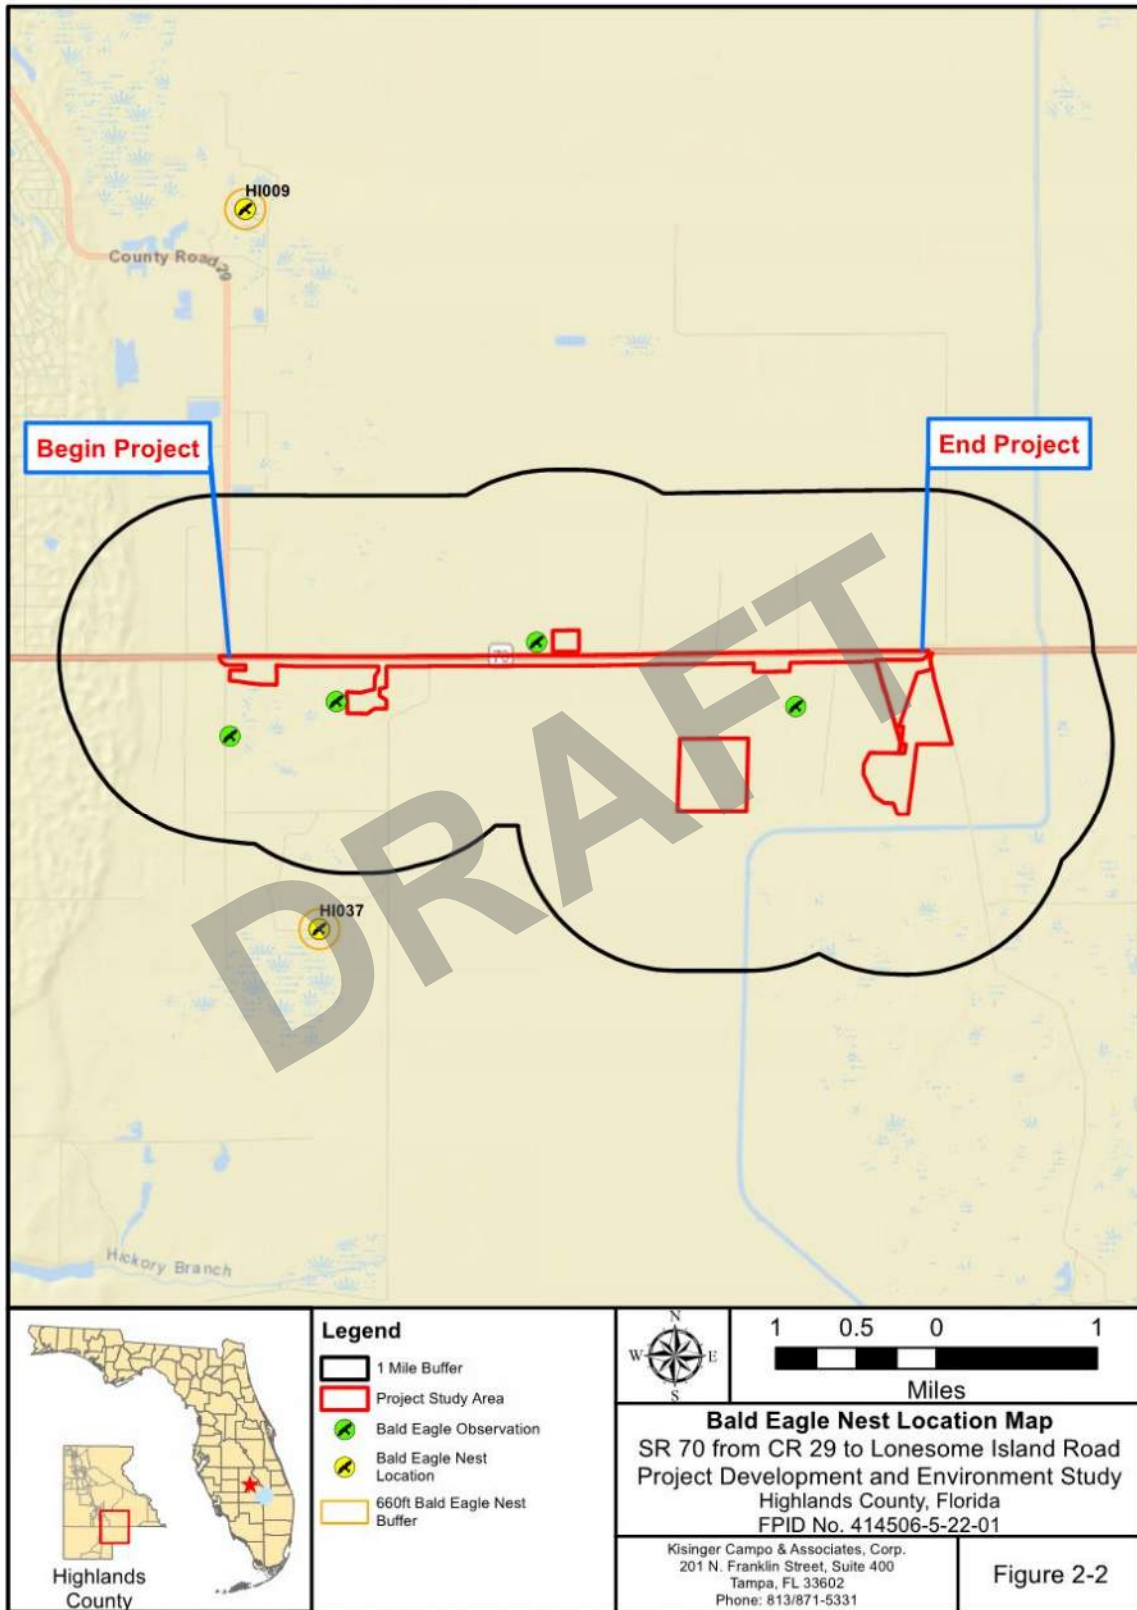 HI009
County Road 29
Begin Project
End Project
70
DRAFT
HI037
Hickory Branch
Highlands
County
Legend
1 Mile Buffer
Project Study Area
Bald Eagle Observation
Bald Eagle Nest
Location
660ft Bald Eagle Nest
Buffer
N
W E
S
1 0.5 0 1
Miles
Bald Eagle Nest Location Map
SR 70 from CR 29 to Lonesome Island Road
Project Development and Environment Study
Highlands County, Florida
FPID No. 414506-5-22-01
Kisinger Campo & Associates, Corp.
201 N. Franklin Street, Suite 400
Tampa, FL 33602
Phone: 813/871-5331
Figure 2-2